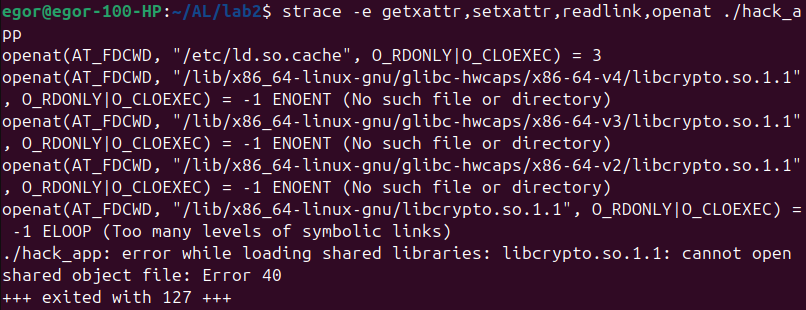 egor@egor-100-HP:~/AL/lab2$ strace -e getxattr,setxattr,readlink,openat ./hack_a
pp
openat(AT_FDCWD, "/etc/ld.so.cache", O_RDONLY|O_CLOEXEC) = 3
openat(AT_FDCWD, "/lib/x86_64-linux-gnu/glibc-hwcaps/x86-64-v4/libcrypto.so.1.1"
, O_RDONLY|O_CLOEXEC) = -1 ENOENT (No such file or directory)
openat(AT_FDCWD, "/lib/x86_64-linux-gnu/glibc-hwcaps/x86-64-v3/libcrypto.so.1.1"
, O_RDONLY|O_CLOEXEC) = -1 ENOENT (No such file or directory)
openat(AT_FDCWD, "/lib/x86_64-linux-gnu/glibc-hwcaps/x86-64-v2/libcrypto.so.1.1"
, O_RDONLY|O_CLOEXEC) = -1 ENOENT (No such file or directory)
openat(AT_FDCWD, "/lib/x86_64-linux-gnu/libcrypto.so.1.1", O_RDONLY|O_CLOEXEC) =
 -1 ELOOP (Too many levels of symbolic links)
./hack_app: error while loading shared libraries: libcrypto.so.1.1: cannot open
shared object file: Error 40
+++ exited with 127 +++